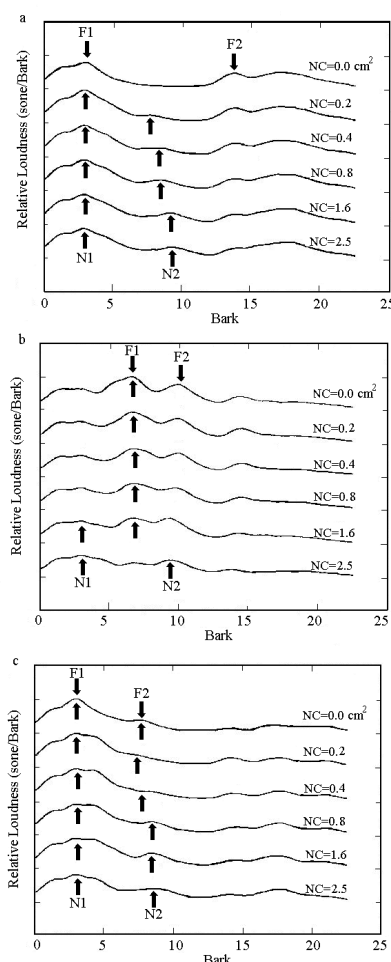 a
F1 F2
NC=0.0 cm²
NC=0.2
NC=0.4
NC=0.8
NC=1.6
NC=2.5
N1 N2
Relative Loudness (sone/Bark)
0 5 10 15 20 25
Bark
b
F1 F2
NC=0.0 cm²
NC=0.2
NC=0.4
NC=0.8
NC=1.6
NC=2.5
N1 N2
Relative Loudness (sone/Bark)
0 5 10 15 20 25
Bark
c
F1 F2
NC=0.0 cm²
NC=0.2
NC=0.4
NC=0.8
NC=1.6
NC=2.5
N1 N2
Relative Loudness (sone/Bark)
0 5 10 15 20 25
Bark